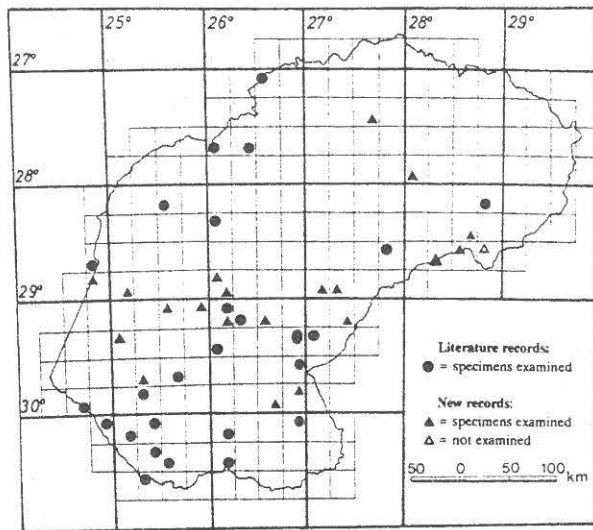 25° 26° 27° 28° 29°
27°
28°
29°
30°
Literature records:
● = specimens examined
New records:
▲ = specimens examined
△ = not examined
50 0 50 100 km